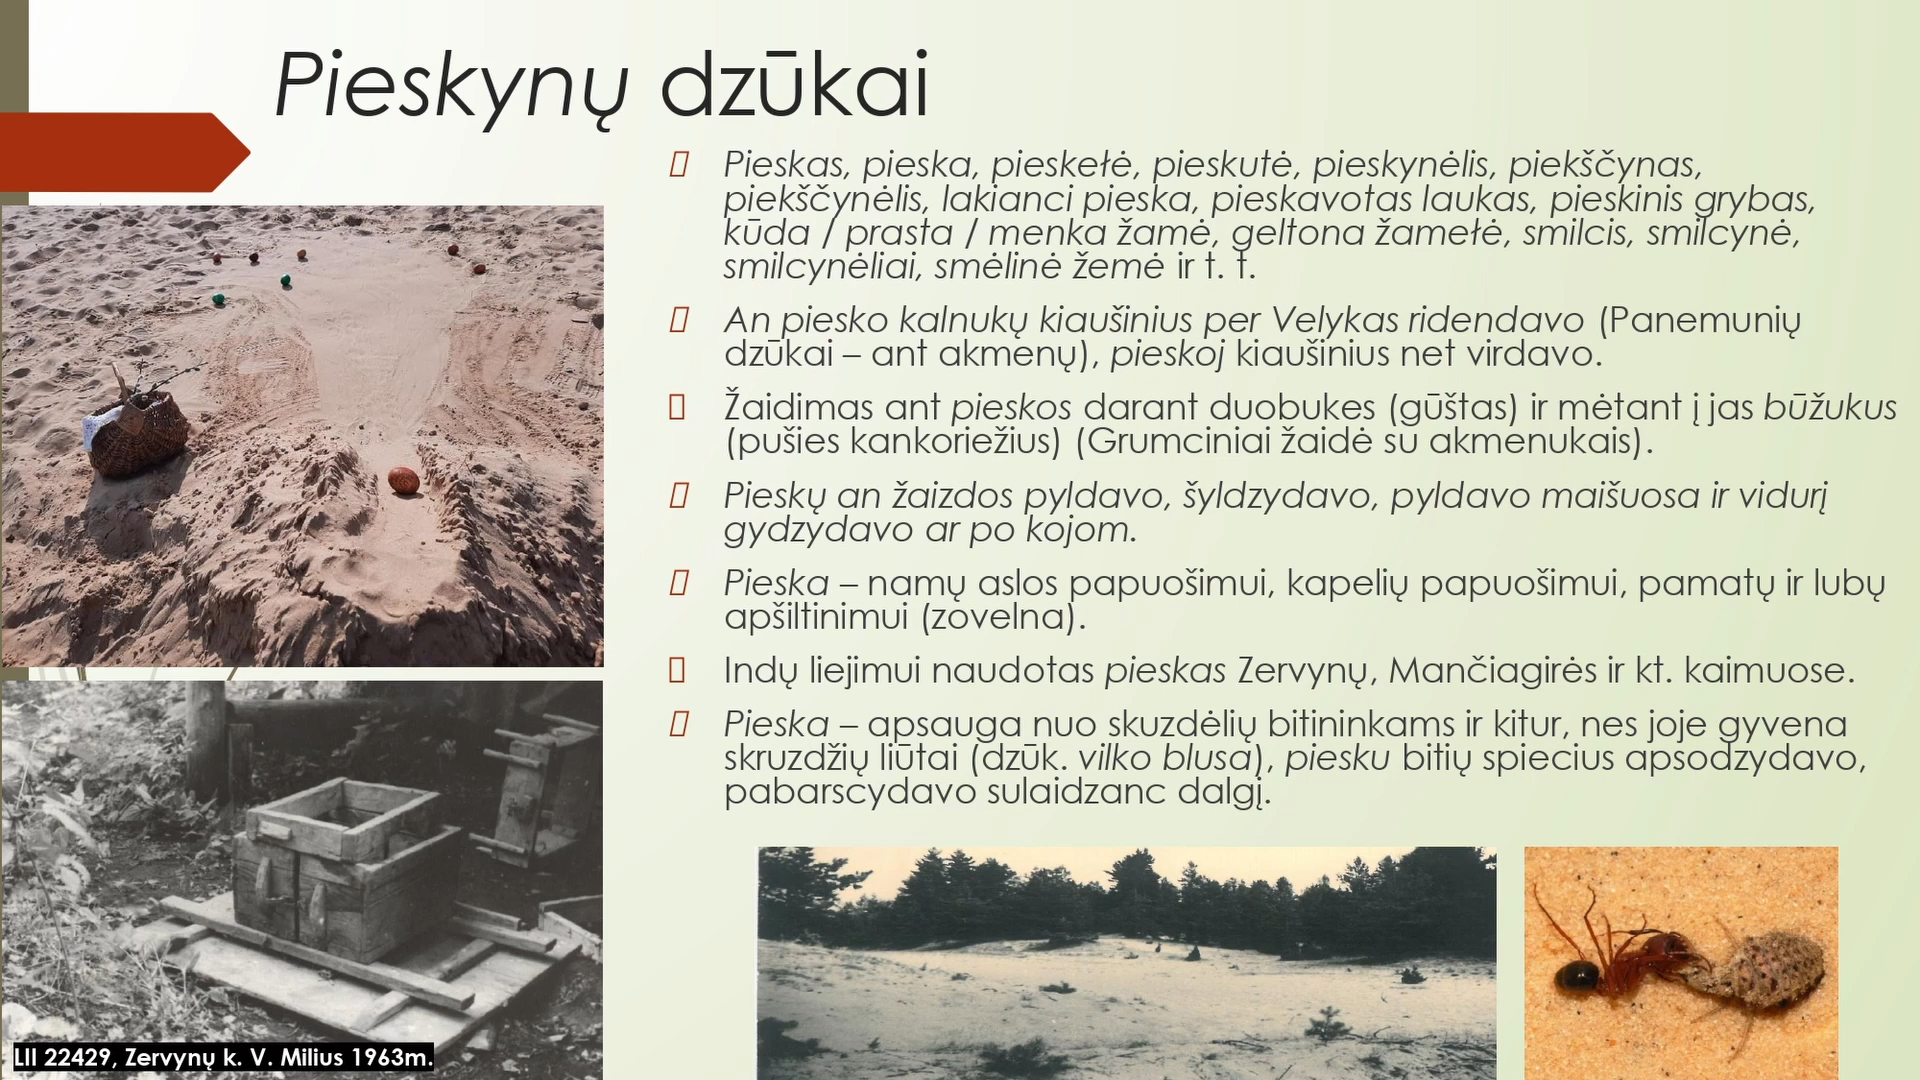 Pieskynų dzūkai
Pieskas, pieska, pieskełė, pieskutė, pieskynėlis, piekščynas,
piekščynėlis, lakianci pieska, pieskavotas laukas, pieskinis grybas,
kūda / prasta / menka žamė, geltona žamełė, smilcis, smilcynė,
smilcynėliai, smėlinė žemė ir t. t.
An piesko kalnukų kiaušinius per Velykas ridendavo (Panemunių
dzūkai – ant akmenų), pieskoj kiaušinius net virdavo.
Žaidimas ant pieskos darant duobukes (gūštas) ir mėtant į jas būžukus
(pušies kankoriežius) (Grumciniai žaidė su akmenukais).
Pieskų an žaizdos pyldavo, šyldzydavo, pyldavo maišuosa ir vidurį
gydzydavo ar po kojom.
Pieska – namų aslos papuošimui, kapelių papuošimui, pamatų ir lubų
apšiltinimui (zovelna).
Indų liejimui naudotas pieskas Zervynų, Mančiagirės ir kt. kaimuose.
Pieska – apsauga nuo skuzdėlių bitininkams ir kitur, nes joje gyvena
skruzdžių liūtai (dzūk. vilko blusa), piesku bitių spiecius apsodzydavo,
pabarscydavo sulaidzanc dalgį.
LII 22429, Zervynų k. V. Milius 1963m.